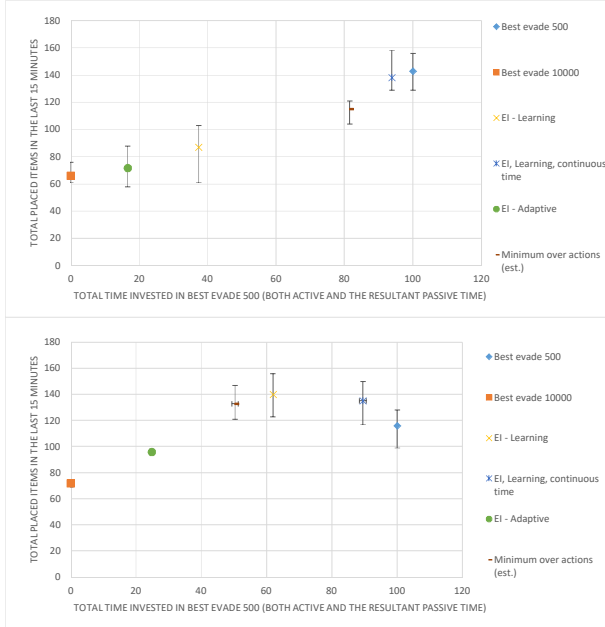 180
160
140
120
100
80
60
40
20
0
0 20 40 60 80 100 120
TOTAL PLACED ITEMS IN THE LAST 15 MINUTES
TOTAL TIME INVESTED IN BEST EVADE 500 (BOTH ACTIVE AND THE RESULTANT PASSIVE TIME)
Best evade 500
Best evade 10000
EI - Learning
EI, Learning, continuous
time
EI - Adaptive
Minimum over actions
(est.)
180
160
140
120
100
80
60
40
20
0
0 20 40 60 80 100 120
TOTAL PLACED ITEMS IN THE LAST 15 MINUTES
TOTAL TIME INVESTED IN BEST EVADE 500 (BOTH ACTIVE AND THE RESULTANT PASSIVE TIME)
Best evade 500
Best evade 10000
EI - Learning
EI, Learning, continuous
time
EI - Adaptive
Minimum over actions
(est.)